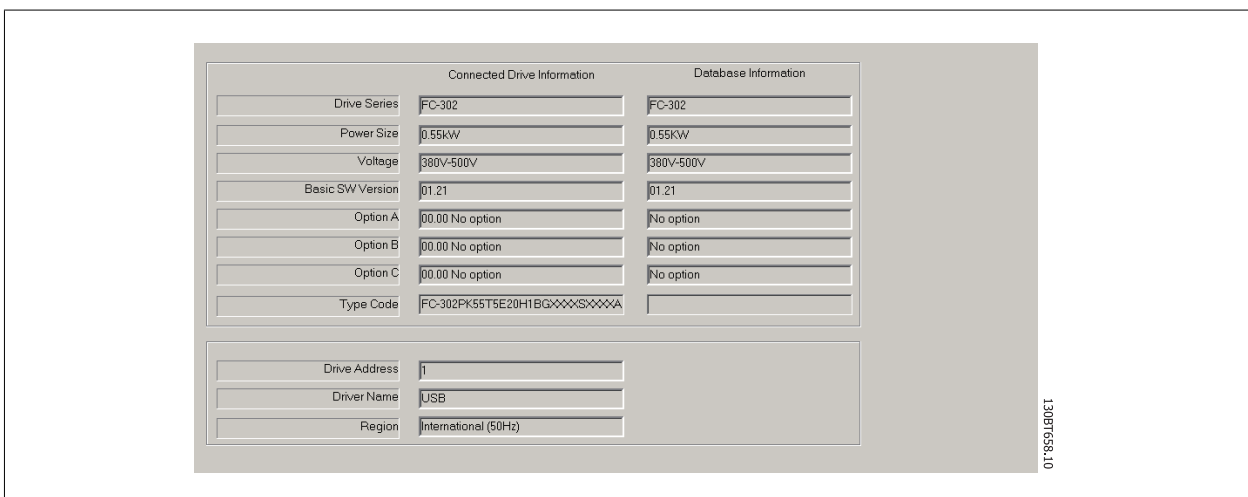 Connected Drive Information Database Information
Drive Series FC-302 FC-302
Power Size 0.55kW 0.55KW
Voltage 380V-500V 380V-500V
Basic SW Version 01.21 01.21
Option A 00.00 No option No option
Option B 00.00 No option No option
Option C 00.00 No option No option
Type Code FC-302PK55T5E20H1BGXXXXSXXXXA
Drive Address 1
Driver Name USB
Region International (50Hz)
130BT658.10